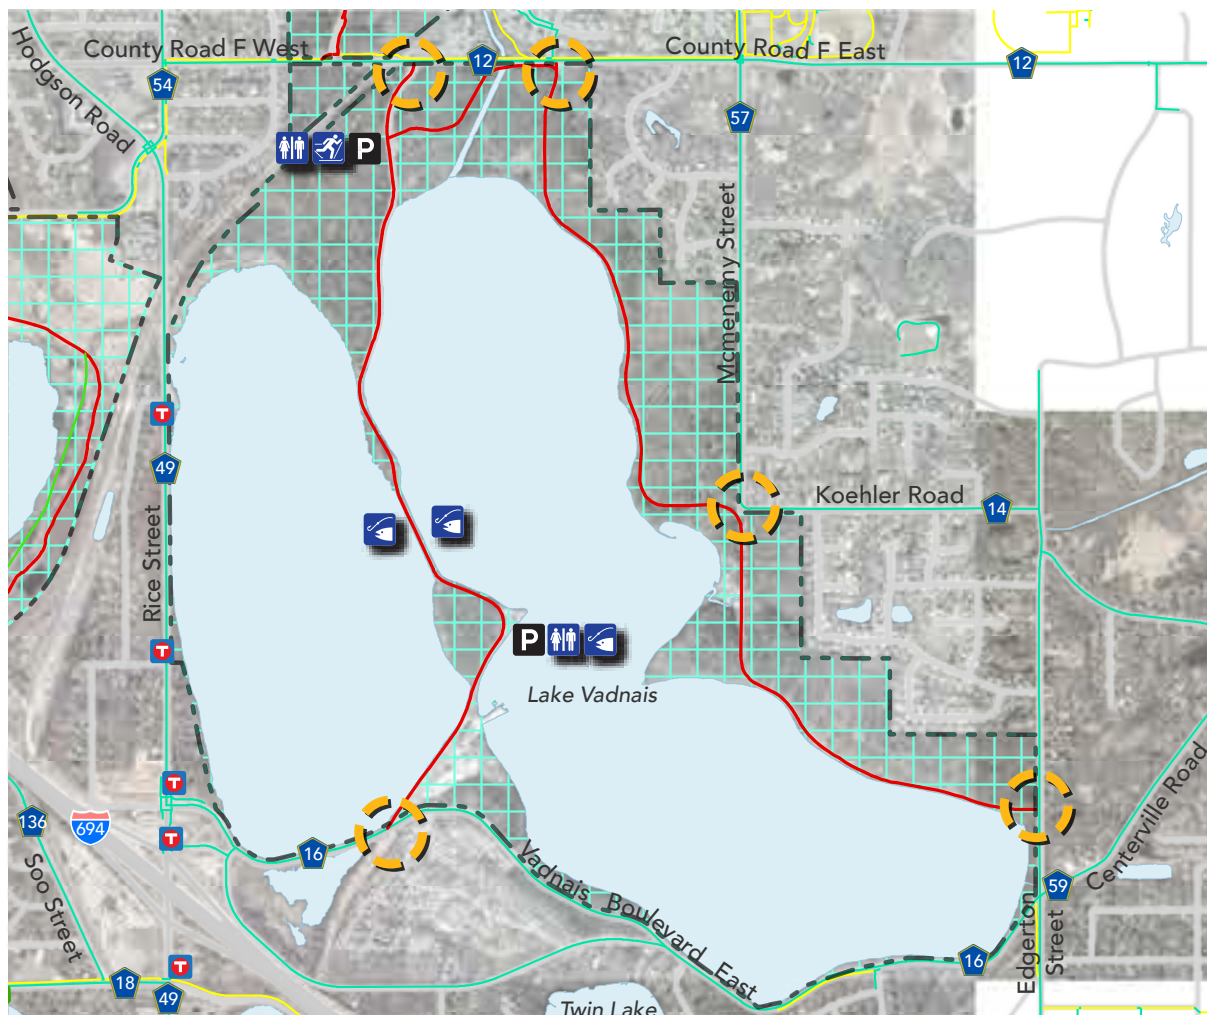 County Road F West
12
County Road F East
12
Hodgson Road
54
57
P
Mcmenemy Street
T
49
Koehler Road
14
Rice Street
T
P
Lake Vadnais
T
136
694
T
16
Vadnais Boulevard East
Centerville Road
59
Soo Street
Edgerton
Street
16
T
18
49
Twin Lake